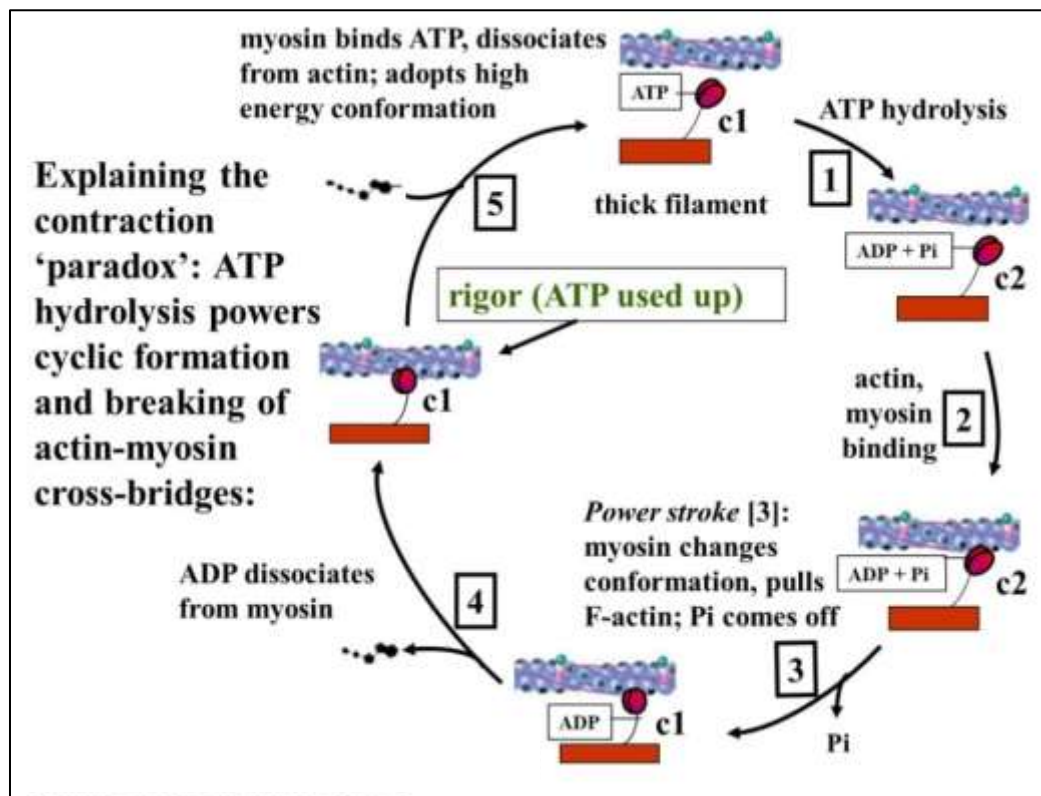 myosin binds ATP, dissociates
from actin; adopts high
energy conformation
ATP
c1
ATP hydrolysis
1
thick filament
ADP + Pi
c2
Explaining the
contraction
‘paradox’: ATP
hydrolysis powers
cyclic formation
and breaking of
actin-myosin
cross-bridges:
5
rigor (ATP used up)
c1
actin,
myosin
binding
2
ADP + Pi
c2
Power stroke [3]:
myosin changes
conformation, pulls
F-actin; Pi comes off
3
Pi
ADP
c1
ADP dissociates
from myosin
4